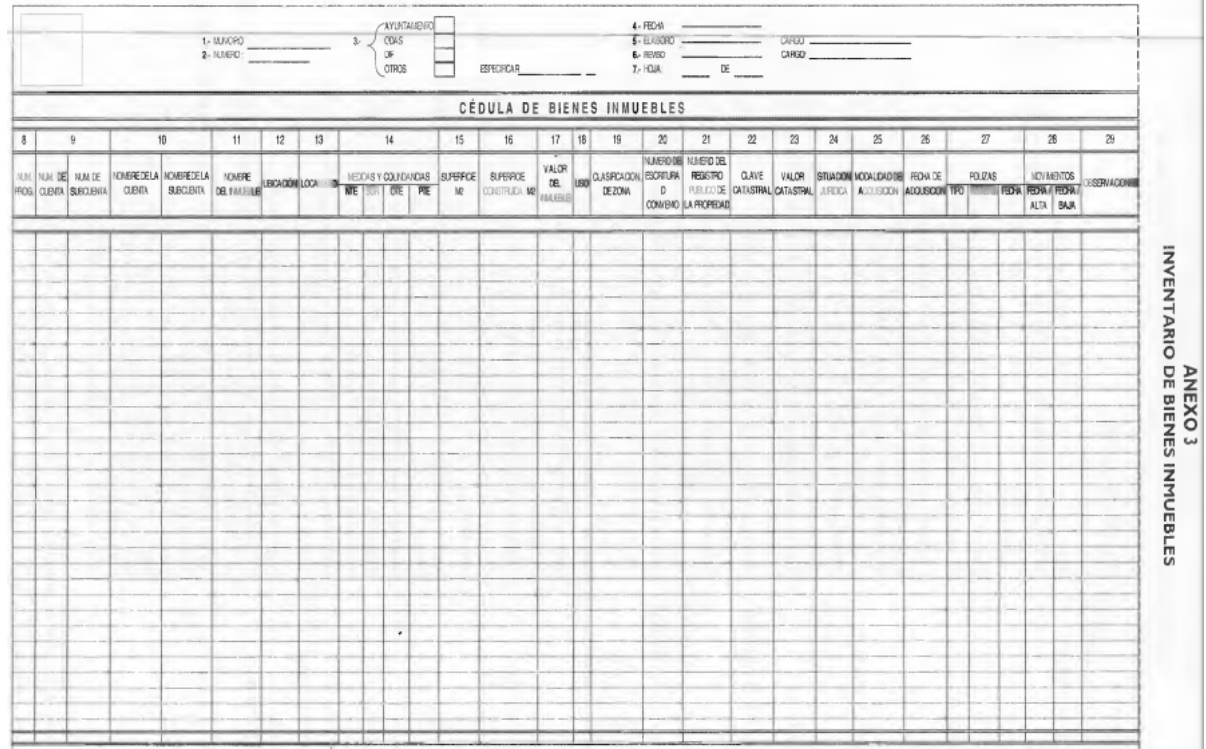 ANEXO 3
INVENTARIO DE BIENES INMUEBLES
1.- MUNICIPIO
2.- NUMERO:
3.-
AYUNTAMIENTO
ODAS
DIF
OTROS
ESPECIFICAR
4.- FECHA
5.- ELABORO CARGO:
6.- REVISO CARGO:
7.- HOJA: DE
CÉDULA DE BIENES INMUEBLES
8 9 10 11 12 13 14 15 16 17 18 19 20 21 22 23 24 25 26 27 28 29
NUM. PROG.
NUM. DE CUENTA
NUM. DE SUBCUENTA
NOMBRE DE LA CUENTA
NOMBRE DE LA SUBCUENTA
NOMBRE DEL INMUEBLE
UBICACIÓN
MEDIDAS Y COLINDANCIAS
NTE SUR OTE PTE
SUPERFICIE M2
SUPERFICIE CONSTRUIDA M2
VALOR DEL INMUEBLE
USO
CLASIFICACION DE ZONA
ESCRITURA
CONVENIO
NUMERO DEL REGISTRO PUBLICO DE LA PROPIEDAD
CLAVE CATASTRAL
VALOR CATASTRAL
SITUACION JURIDICA
MODALIDAD DE ADQUISICION
FECHA DE ADQUISICION
POLIZAS
TIPO FECHA
MOVIMIENTOS
FECHA / ALTA
FECHA / BAJA